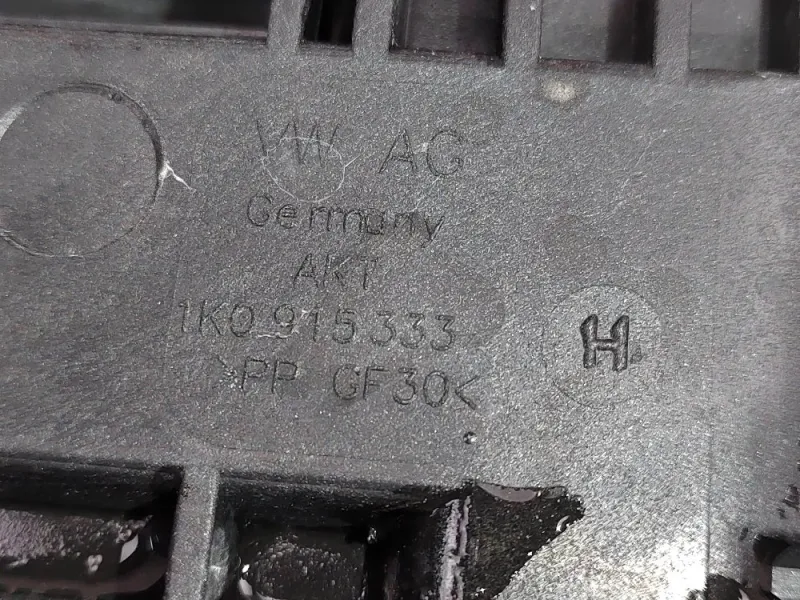 VW AG
Germany
AKT
1K0 915 333
>PP GF30<
H